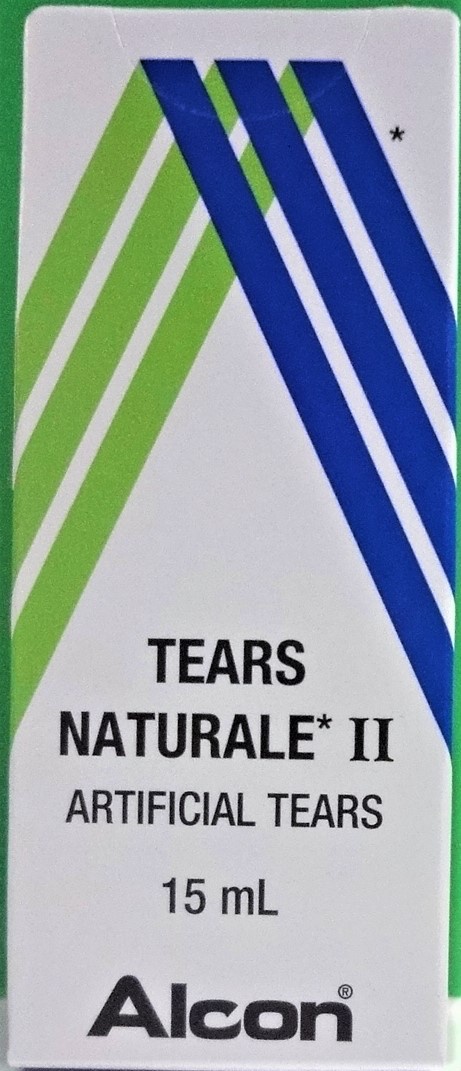 *
TEARS
NATURALE* II
ARTIFICIAL TEARS
15 mL
Alcon®